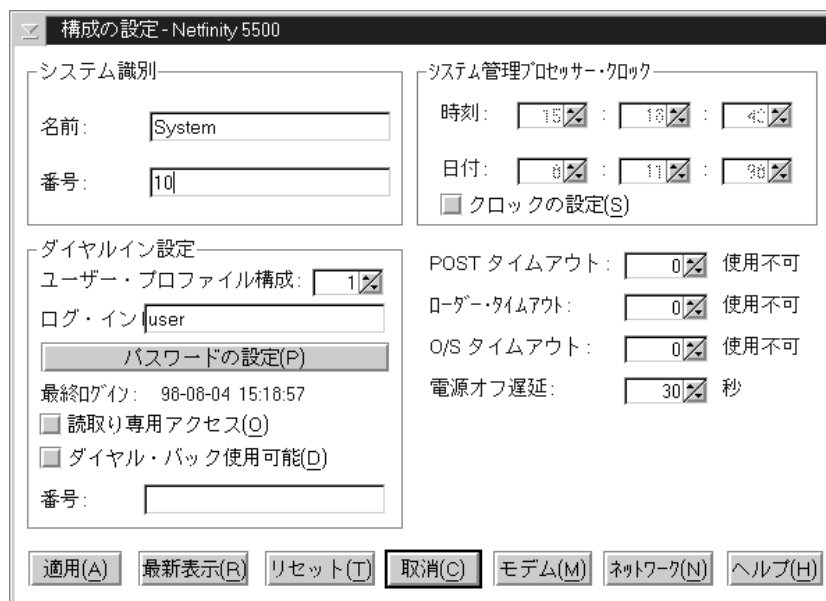 構成の設定 - Netfinity 5500
システム識別
名前: System
番号: 10
システム管理プロセッサー・クロック
時刻: : :
日付: : :
クロックの設定(S)
ダイヤルイン設定
ユーザー・プロファイル構成: 1
ログ・イン user
パスワードの設定(P)
最終ログイン: 98-08-04 15:18:57
読取り専用アクセス(O)
ダイヤル・バック使用可能(D)
番号:
POST タイムアウト: 0 使用不可
ローダー・タイムアウト: 0 使用不可
O/S タイムアウト: 0 使用不可
電源オフ遅延: 30 秒
適用(A) 最新表示(R) リセット(T) 取消(C) モデム(M) ネットワーク(N) ヘルプ(H)